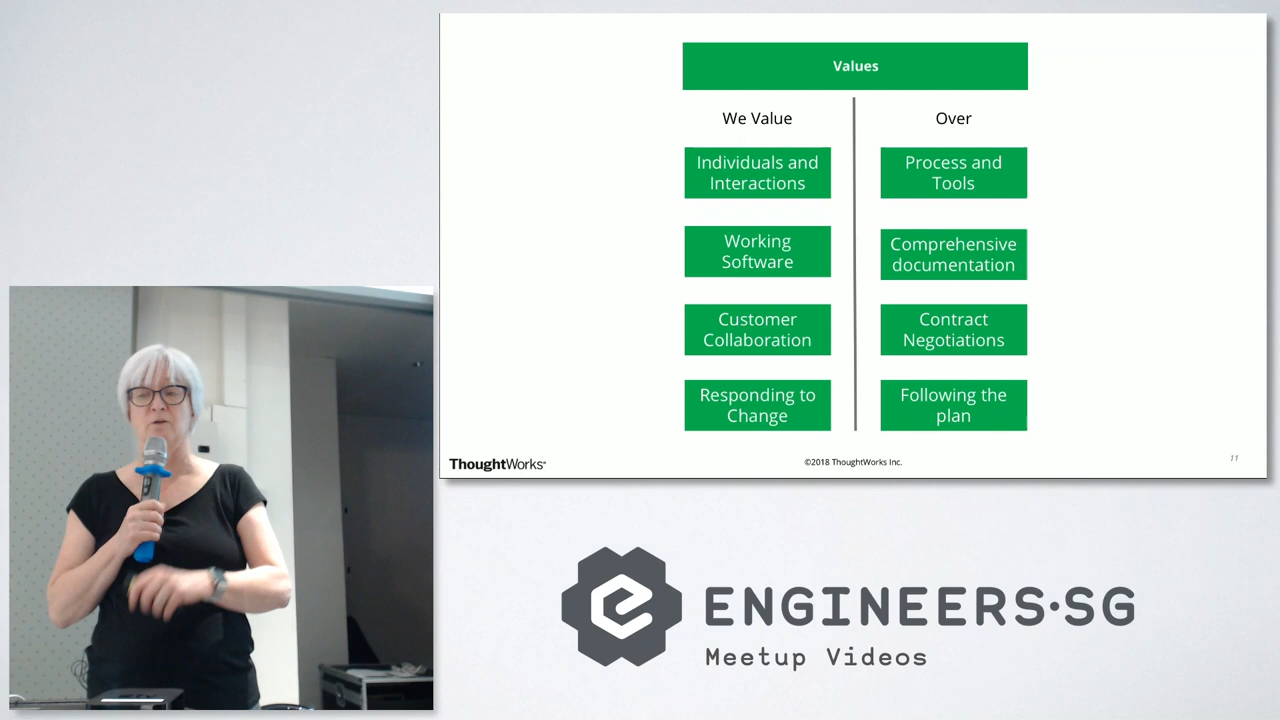 Values
We Value
Over
Individuals and
Interactions
Process and
Tools
Working
Software
Comprehensive
documentation
Customer
Collaboration
Contract
Negotiations
Responding to
Change
Following the
plan
ThoughtWorks
©2018 ThoughtWorks Inc.
11
ENGINEERS·SG
Meetup Videos